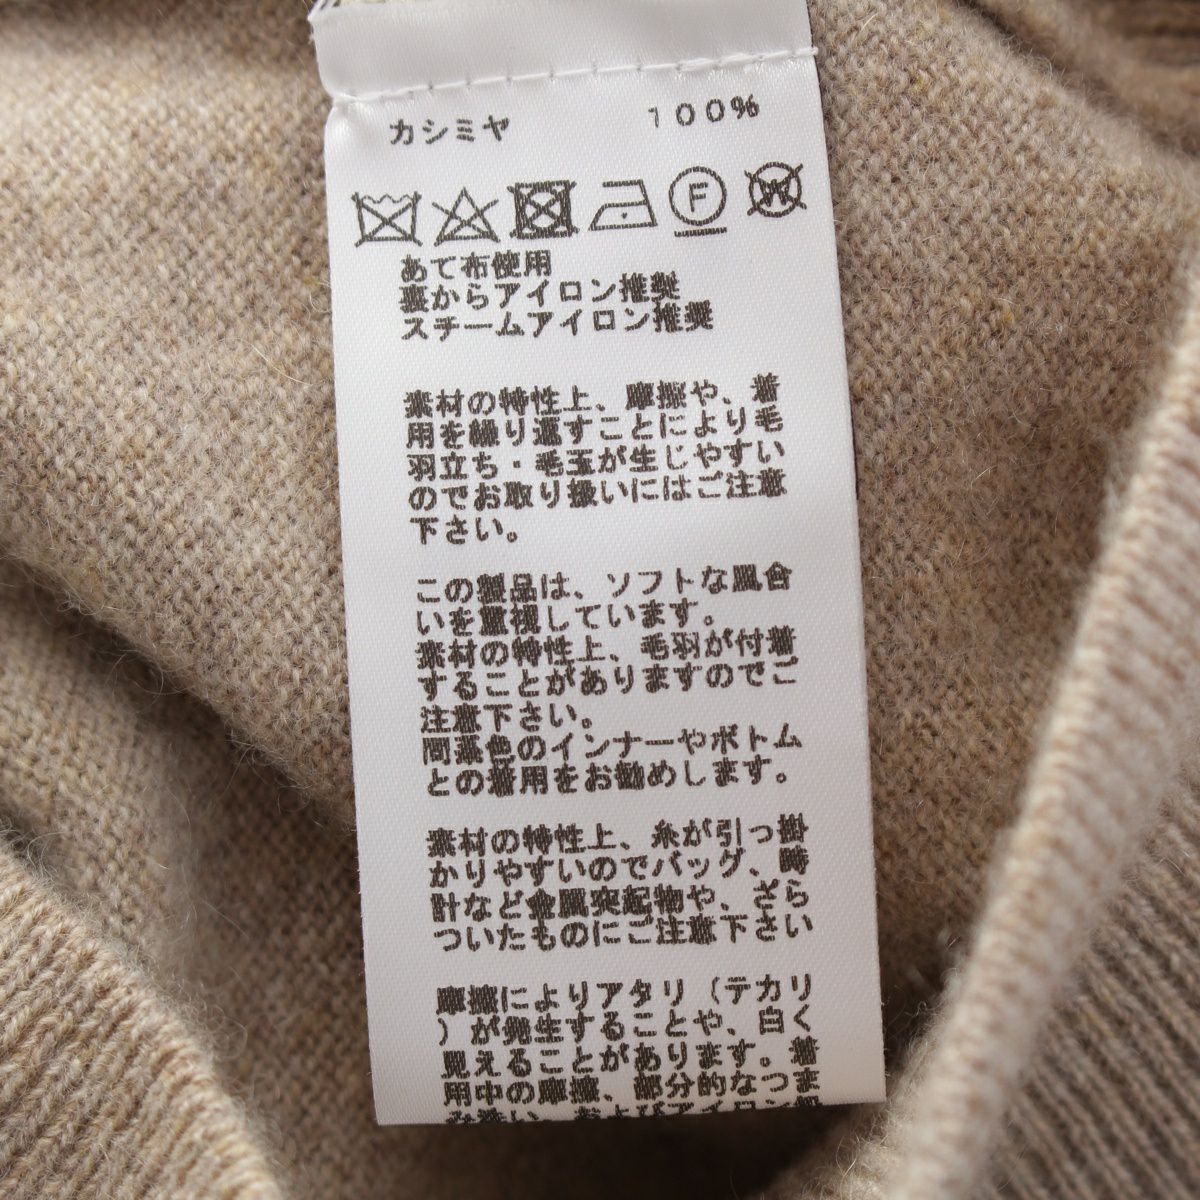 カシミヤ 100%
F W
あて布使用
裏からアイロン推奨
スチームアイロン推奨
素材の特性上、摩擦や、着
用を繰り返すことにより毛
羽立ち・毛玉が生じやすい
のでお取り扱いにはご注意
下さい。
この製品は、ソフトな風合
いを重視しています。
素材の特性上、毛羽が付着
することがありますのでご
注意下さい。
同系色のインナーやボトム
との着用をお勧めします。
素材の特性上、糸が引っ掛
かりやすいのでバッグ、時
計など金属突起物や、ざら
ついたものにご注意下さい
摩擦によりアタリ（テカリ
）が発生することや、白く
見えることがあります。着
用中の摩擦、部分的なつま
み洗い、およびアイロン